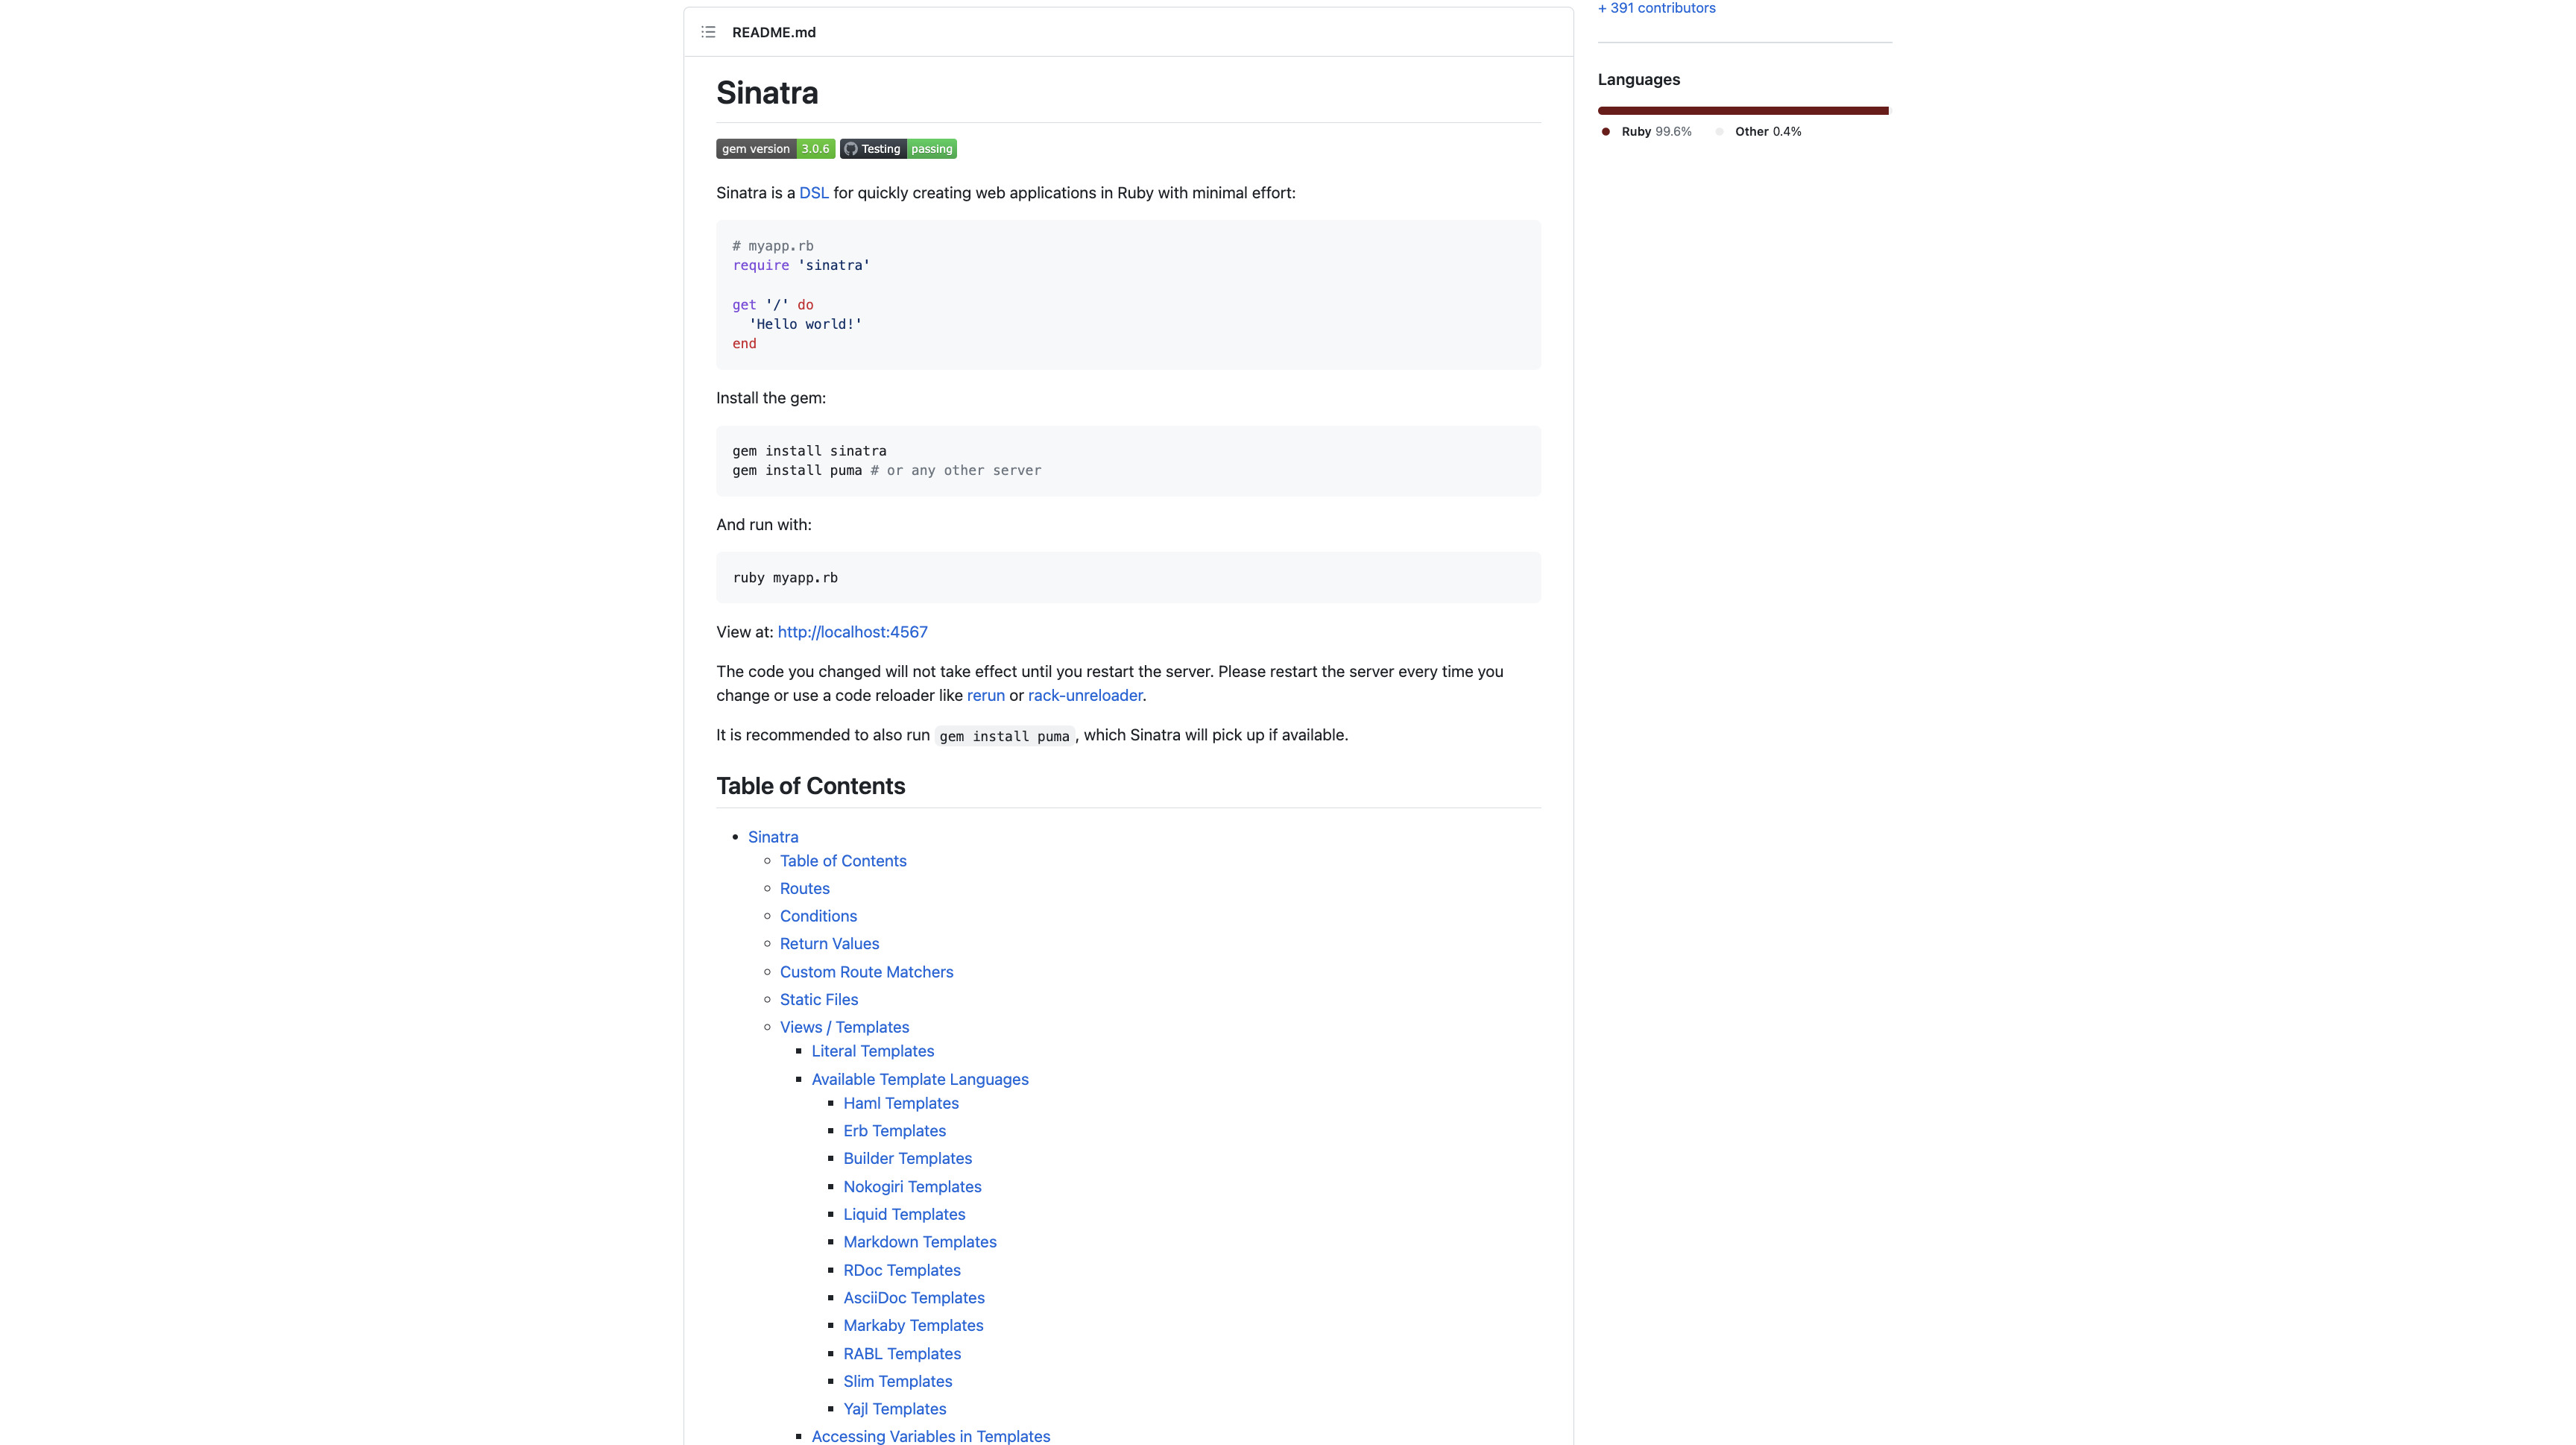 README.md
Sinatra
gem version 3.0.6 Testing passing
Sinatra is a DSL for quickly creating web applications in Ruby with minimal effort:
# myapp.rb
require 'sinatra'
get '/' do
'Hello world!'
end
Install the gem:
gem install sinatra
gem install puma # or any other server
And run with:
ruby myapp.rb
View at: http://localhost:4567
The code you changed will not take effect until you restart the server. Please restart the server every time you
change or use a code reloader like rerun or rack-unreloader.
It is recommended to also run gem install puma, which Sinatra will pick up if available.
Table of Contents
Sinatra
Table of Contents
Routes
Conditions
Return Values
Custom Route Matchers
Static Files
Views / Templates
Literal Templates
Available Template Languages
Haml Templates
Erb Templates
Builder Templates
Nokogiri Templates
Liquid Templates
Markdown Templates
RDoc Templates
AsciiDoc Templates
Markaby Templates
RABL Templates
Slim Templates
Yajl Templates
Accessing Variables in Templates
+ 391 contributors
Languages
Ruby 99.6% Other 0.4%